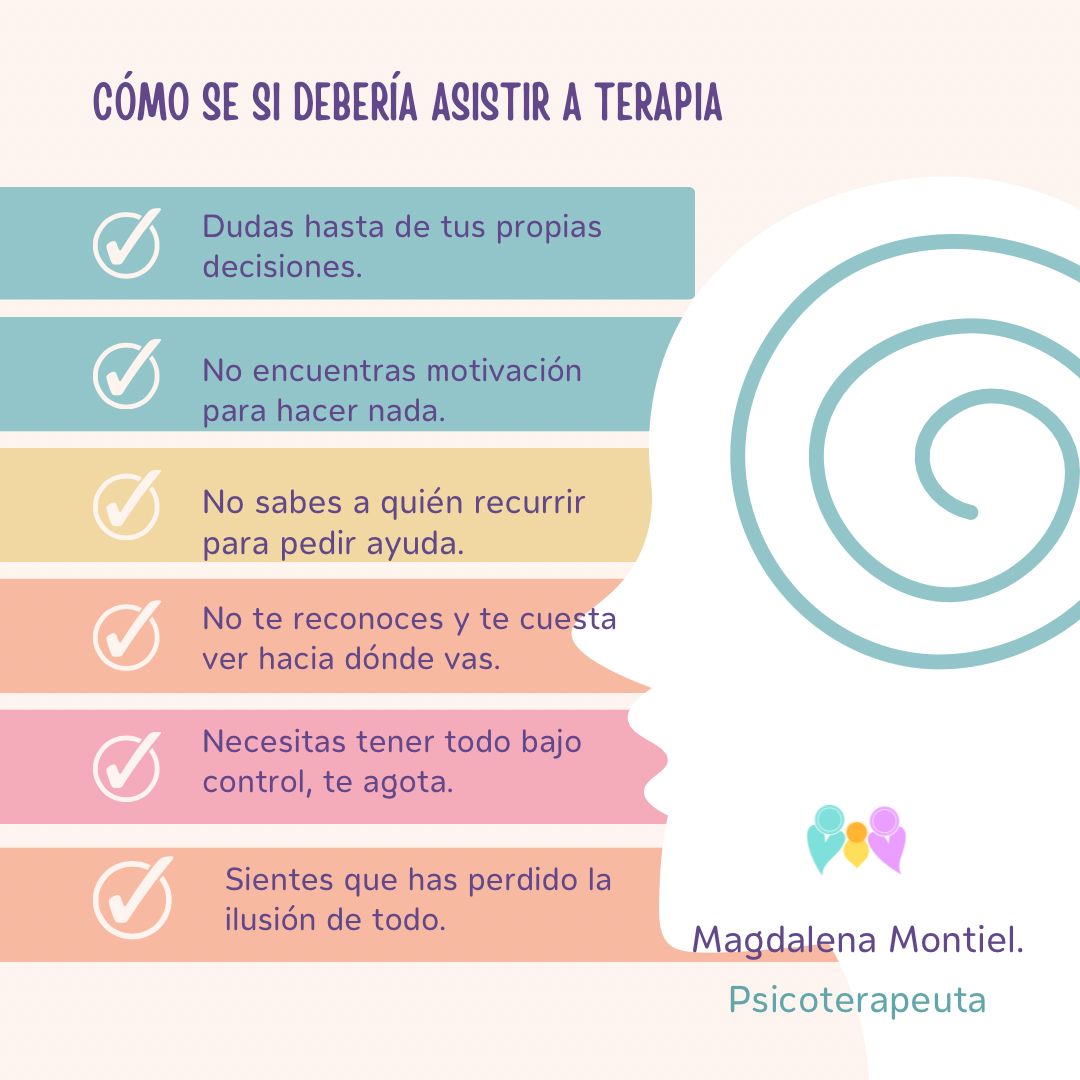 CÓMO SE SI DEBERÍA ASISTIR A TERAPIA
Dudas hasta de tus propias
decisiones.
No encuentras motivación
para hacer nada.
No sabes a quién recurrir
para pedir ayuda.
No te reconoces y te cuesta
ver hacia dónde vas.
Necesitas tener todo bajo
control, te agota.
Sientes que has perdido la
ilusión de todo.
Magdalena Montiel.
Psicoterapeuta